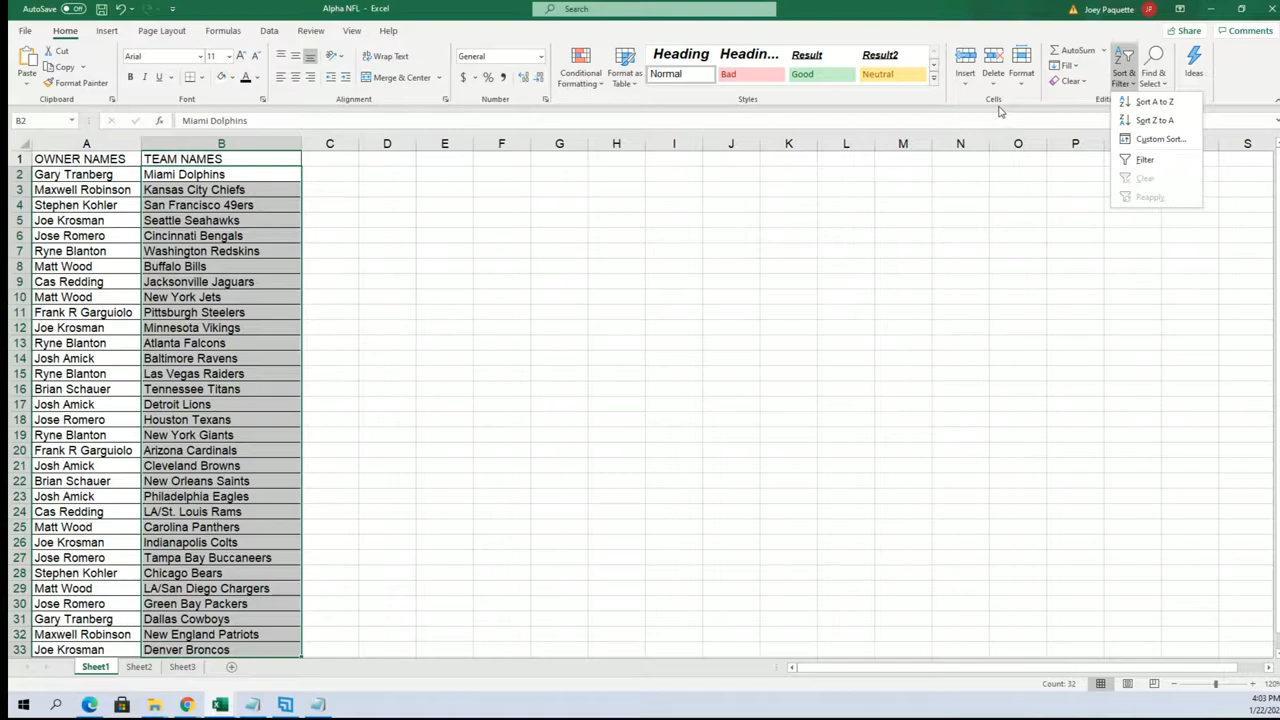 AutoSave Off Alpha NFL - Excel Search Joey Paquette JP
File Home Insert Page Layout Formulas Data Review View Help Share Comments
Paste Cut Copy Format Painter Clipboard
Arial 11 B I U A Font
Wrap Text Merge & Center Alignment
General $ % Number
Conditional Formatting Format as Table
Heading Headin... Result Result2
Normal Bad Good Neutral
Styles
Insert Delete Format Cells
AutoSum Fill Clear Sort & Filter Find & Select Ideas
Sort A to Z
Sort Z to A
Custom Sort...
Filter
Clear
Reapply
B2 Miami Dolphins
A B C D E F G H I J K L M N O P S
1 OWNER NAMES TEAM NAMES
2 Gary Tranberg Miami Dolphins
3 Maxwell Robinson Kansas City Chiefs
4 Stephen Kohler San Francisco 49ers
5 Joe Krosman Seattle Seahawks
6 Jose Romero Cincinnati Bengals
7 Ryne Blanton Washington Redskins
8 Matt Wood Buffalo Bills
9 Cas Redding Jacksonville Jaguars
10 Matt Wood New York Jets
11 Frank R Garguiolo Pittsburgh Steelers
12 Joe Krosman Minnesota Vikings
13 Ryne Blanton Atlanta Falcons
14 Josh Amick Baltimore Ravens
15 Ryne Blanton Las Vegas Raiders
16 Brian Schauer Tennessee Titans
17 Josh Amick Detroit Lions
18 Jose Romero Houston Texans
19 Ryne Blanton New York Giants
20 Frank R Garguiolo Arizona Cardinals
21 Josh Amick Cleveland Browns
22 Brian Schauer New Orleans Saints
23 Josh Amick Philadelphia Eagles
24 Cas Redding LA/St. Louis Rams
25 Matt Wood Carolina Panthers
26 Joe Krosman Indianapolis Colts
27 Jose Romero Tampa Bay Buccaneers
28 Stephen Kohler Chicago Bears
29 Matt Wood LA/San Diego Chargers
30 Jose Romero Green Bay Packers
31 Gary Tranberg Dallas Cowboys
32 Maxwell Robinson New England Patriots
33 Joe Krosman Denver Broncos
Sheet1 Sheet2 Sheet3
Count: 32
4:03 PM